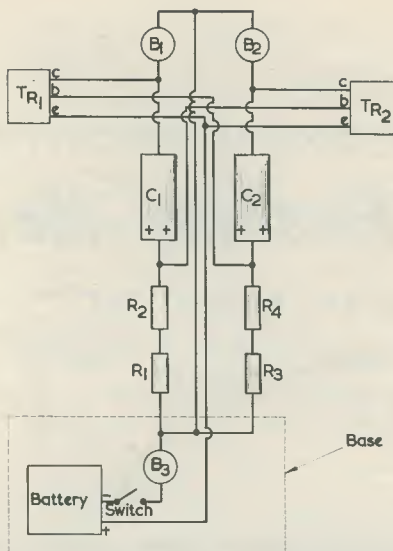 B1
B2
c
b
e
TR1
c
b
e
TR2
C1
+ +
C2
+ +
R2
R4
R1
R3
Base
B3
Battery
-
Switch
+